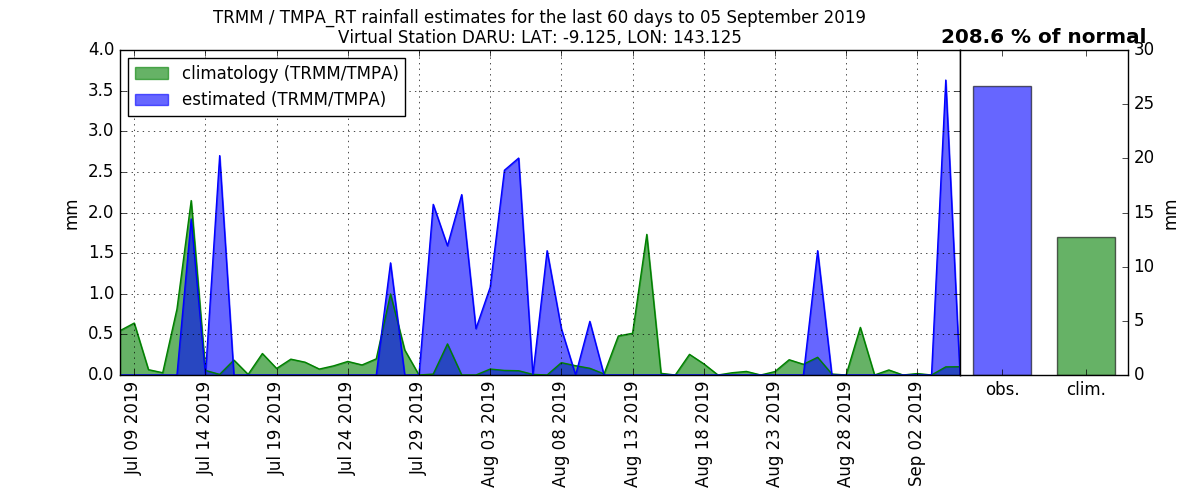 TRMM / TMPA_RT rainfall estimates for the last 60 days to 05 September 2019
Virtual Station DARU: LAT: -9.125, LON: 143.125
208.6 % of normal
climatology (TRMM/TMPA)
estimated (TRMM/TMPA)
4.0
3.5
3.0
2.5
2.0
1.5
1.0
0.5
0.0
mm
Jul 09 2019
Jul 14 2019
Jul 19 2019
Jul 24 2019
Jul 29 2019
Aug 03 2019
Aug 08 2019
Aug 13 2019
Aug 18 2019
Aug 23 2019
Aug 28 2019
Sep 02 2019
obs.
clim.
30
25
20
15
10
5
0
mm